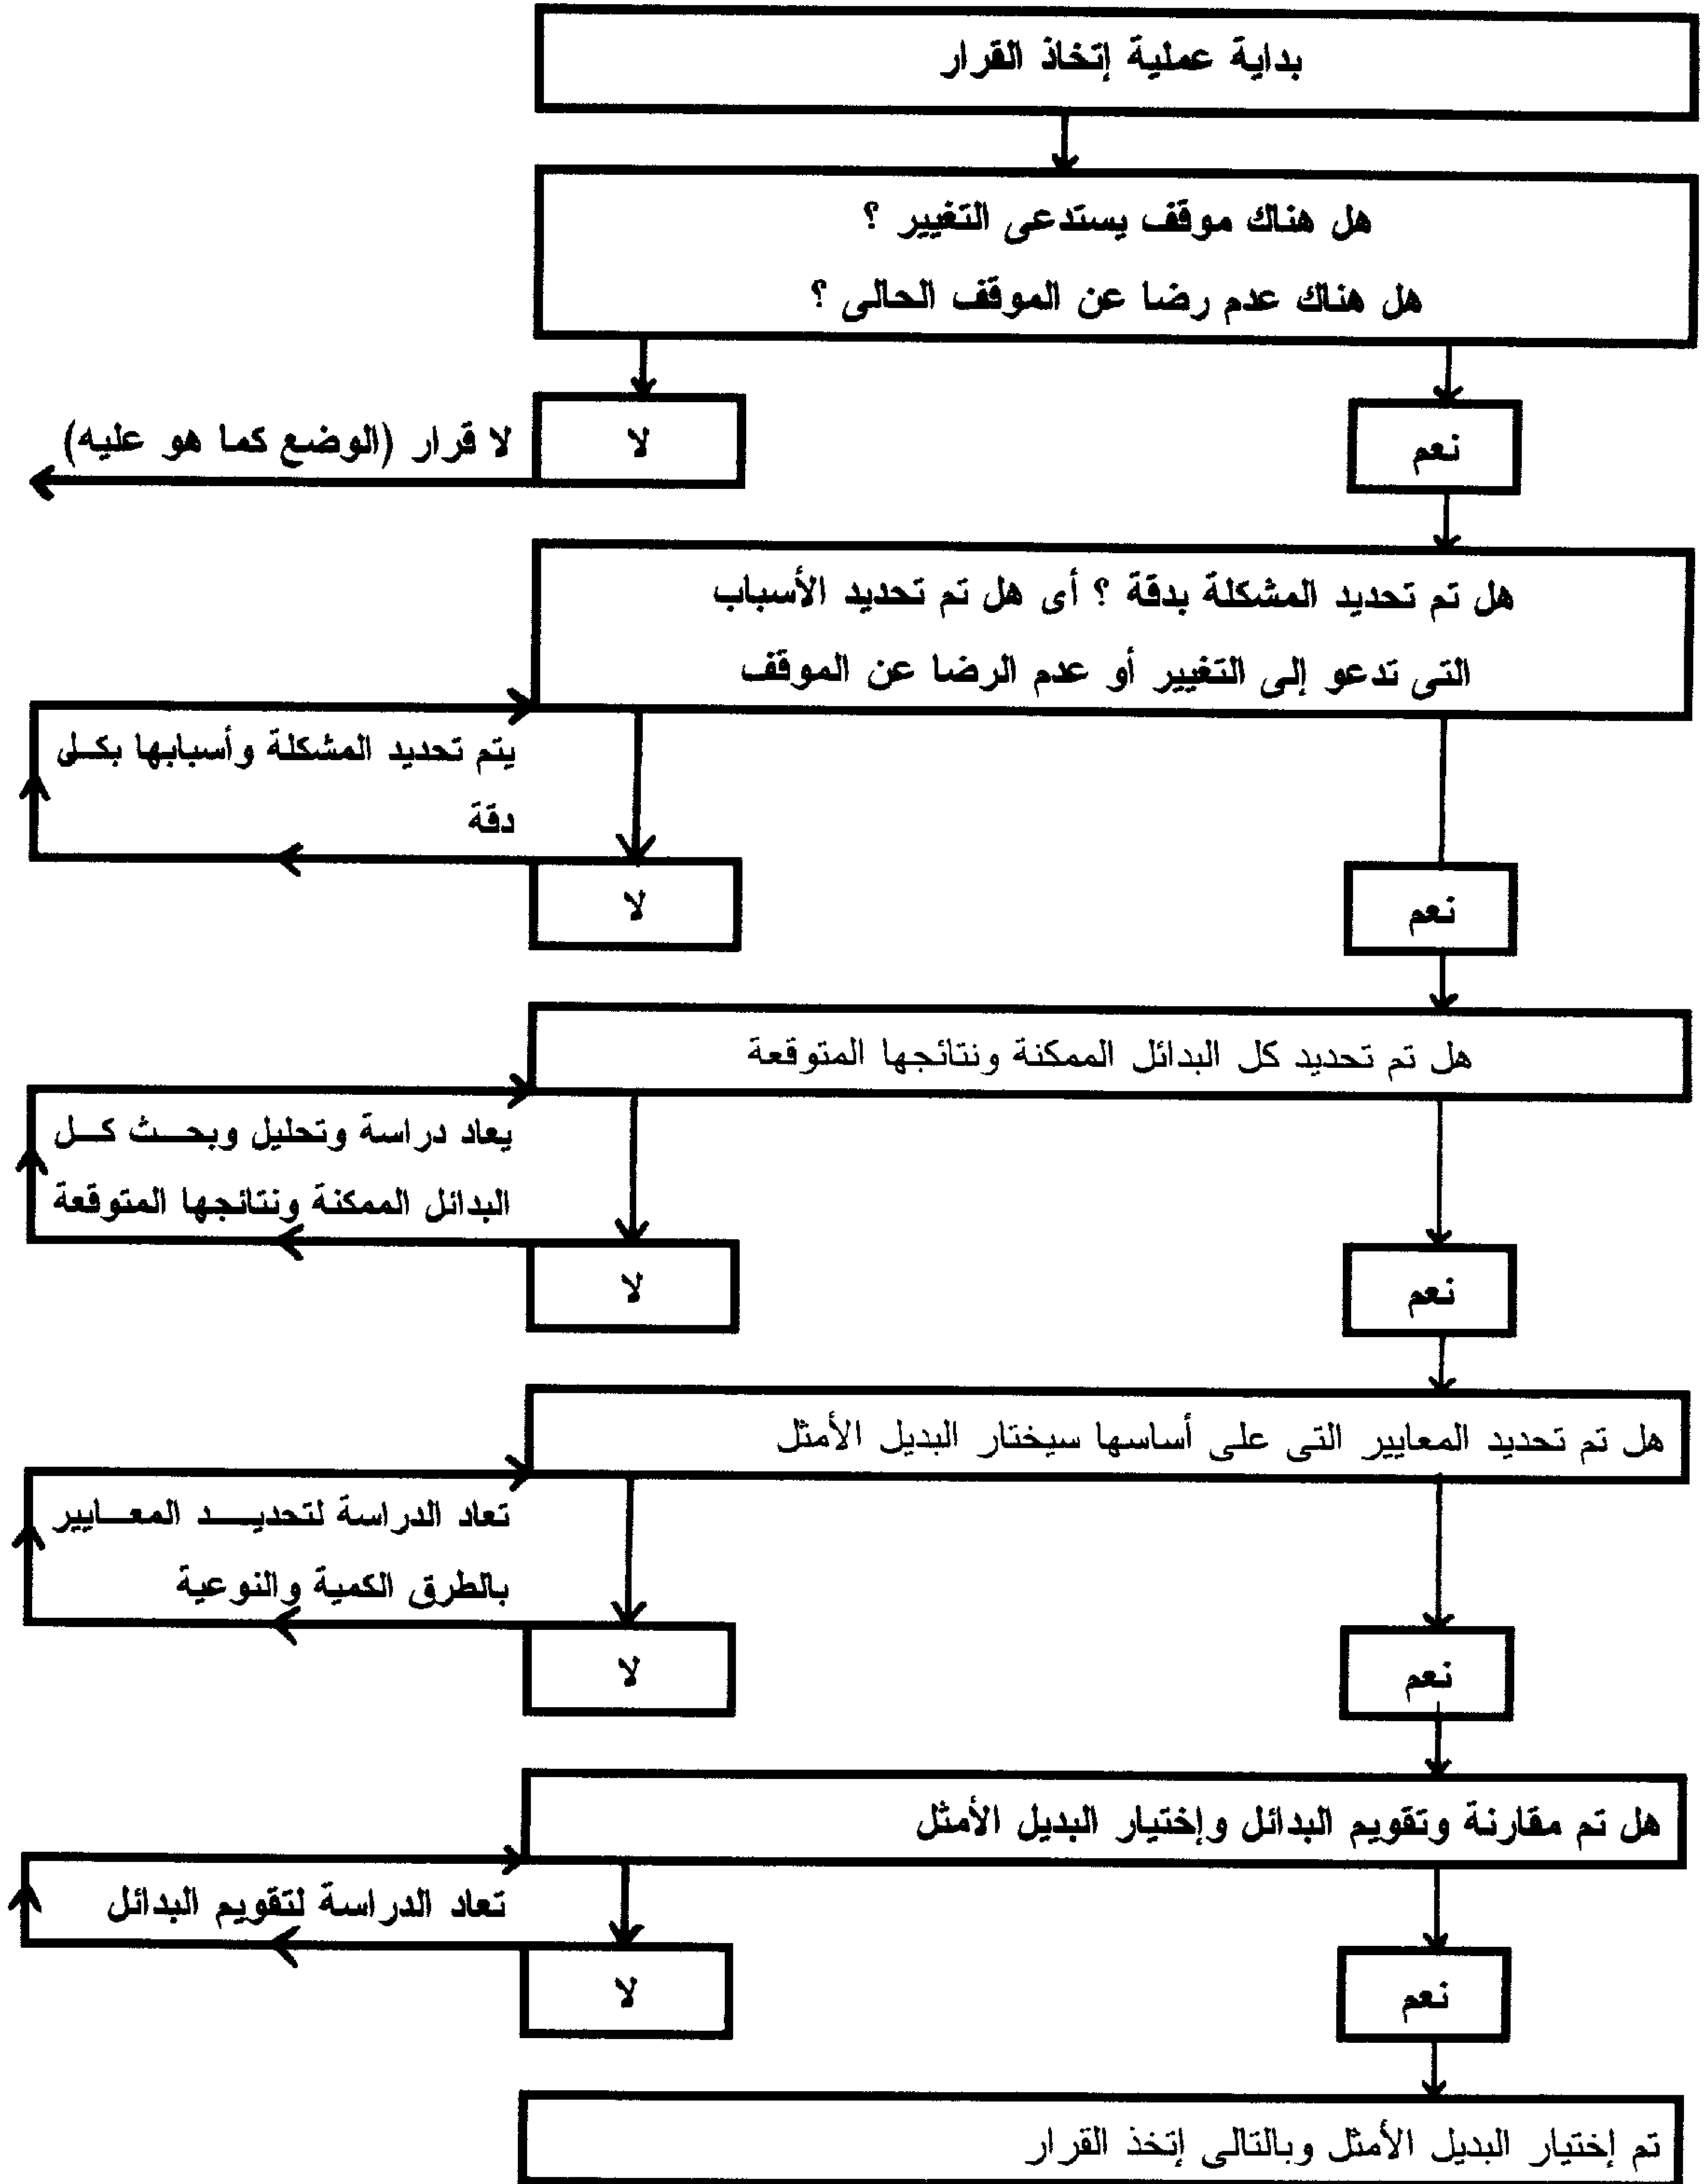 بداية عملية إتخاذ القرار
هل هناك موقف يستدعى التغيير ؟
هل هناك عدم رضا عن الموقف الحالى ؟
نعم
لا
لا قرار (الوضع كما هو عليه)
هل تم تحديد المشكلة بدقة ؟ أى هل تم تحديد الأسباب
التى تدعو إلى التغيير أو عدم الرضا عن الموقف
يتم تحديد المشكلة وأسبابها بكل
دقة
نعم
لا
هل تم تحديد كل البدائل الممكنة ونتائجها المتوقعة
يعاد دراسة وتحليل وبحث كل
البدائل الممكنة ونتائجها المتوقعة
نعم
لا
هل تم تحديد المعايير التى على أساسها سيختار البديل الأمثل
تعاد الدراسة لتحديد المعايير
بالطرق الكمية والنوعية
نعم
لا
هل تم مقارنة وتقويم البدائل وإختيار البديل الأمثل
تعاد الدراسة لتقويم البدائل
نعم
لا
تم إختيار البديل الأمثل وبالتالى إتخذ القرار